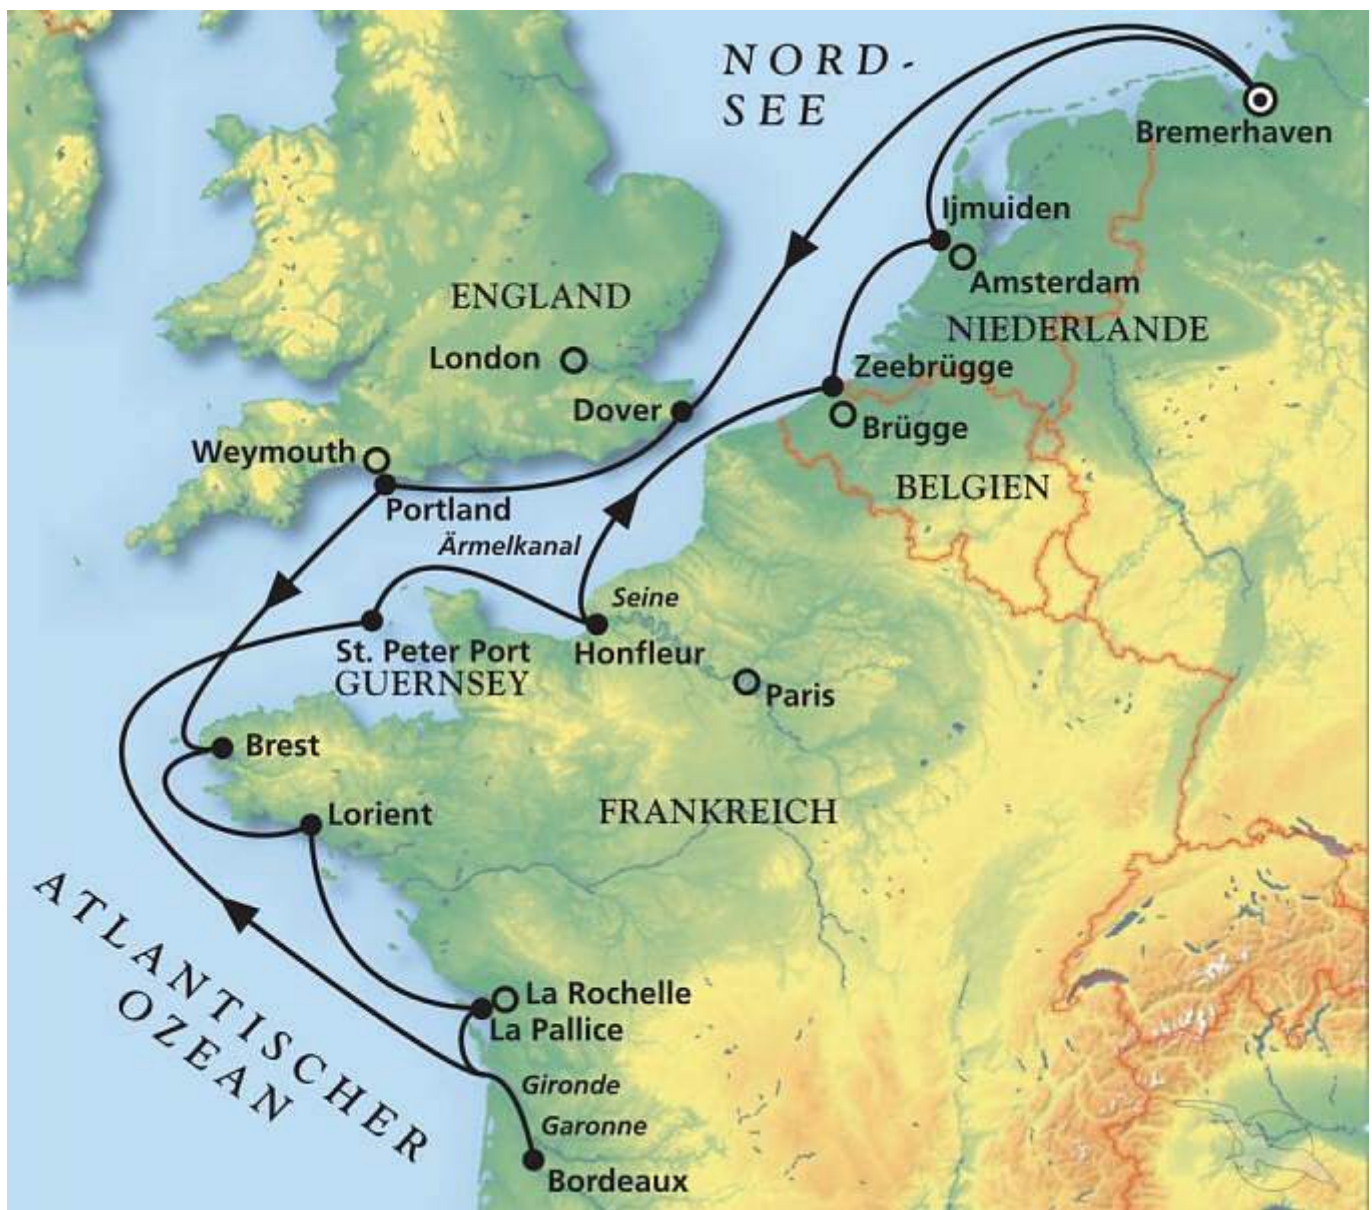 NORD-
SEE
Bremerhaven
Ijmuiden
Amsterdam
ENGLAND
NIEDERLANDE
London
Zeebrügge
Dover
Brügge
Weymouth
BELGIEN
Portland
Ärmelkanal
Seine
St. Peter Port
GUERNSEY
Honfleur
Paris
Brest
Lorient
FRANKREICH
ATLANTISCHER
OZEAN
La Rochelle
La Pallice
Gironde
Garonne
Bordeaux